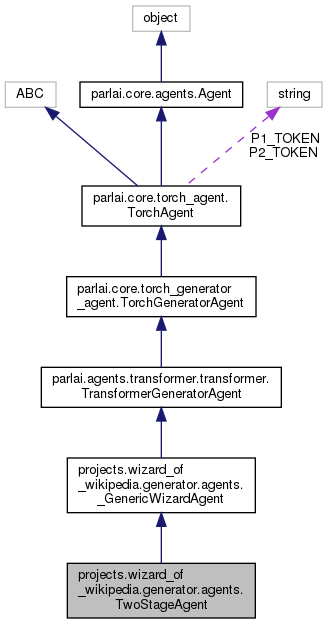 object
ABC
parlai.core.agents.Agent
string
P1_TOKEN
P2_TOKEN
parlai.core.torch_agent.
TorchAgent
parlai.core.torch_generator
_agent.TorchGeneratorAgent
parlai.agents.transformer.transformer.
TransformerGeneratorAgent
projects.wizard_of
_wikipedia.generator.agents.
_GenericWizardAgent
projects.wizard_of
_wikipedia.generator.agents.
TwoStageAgent